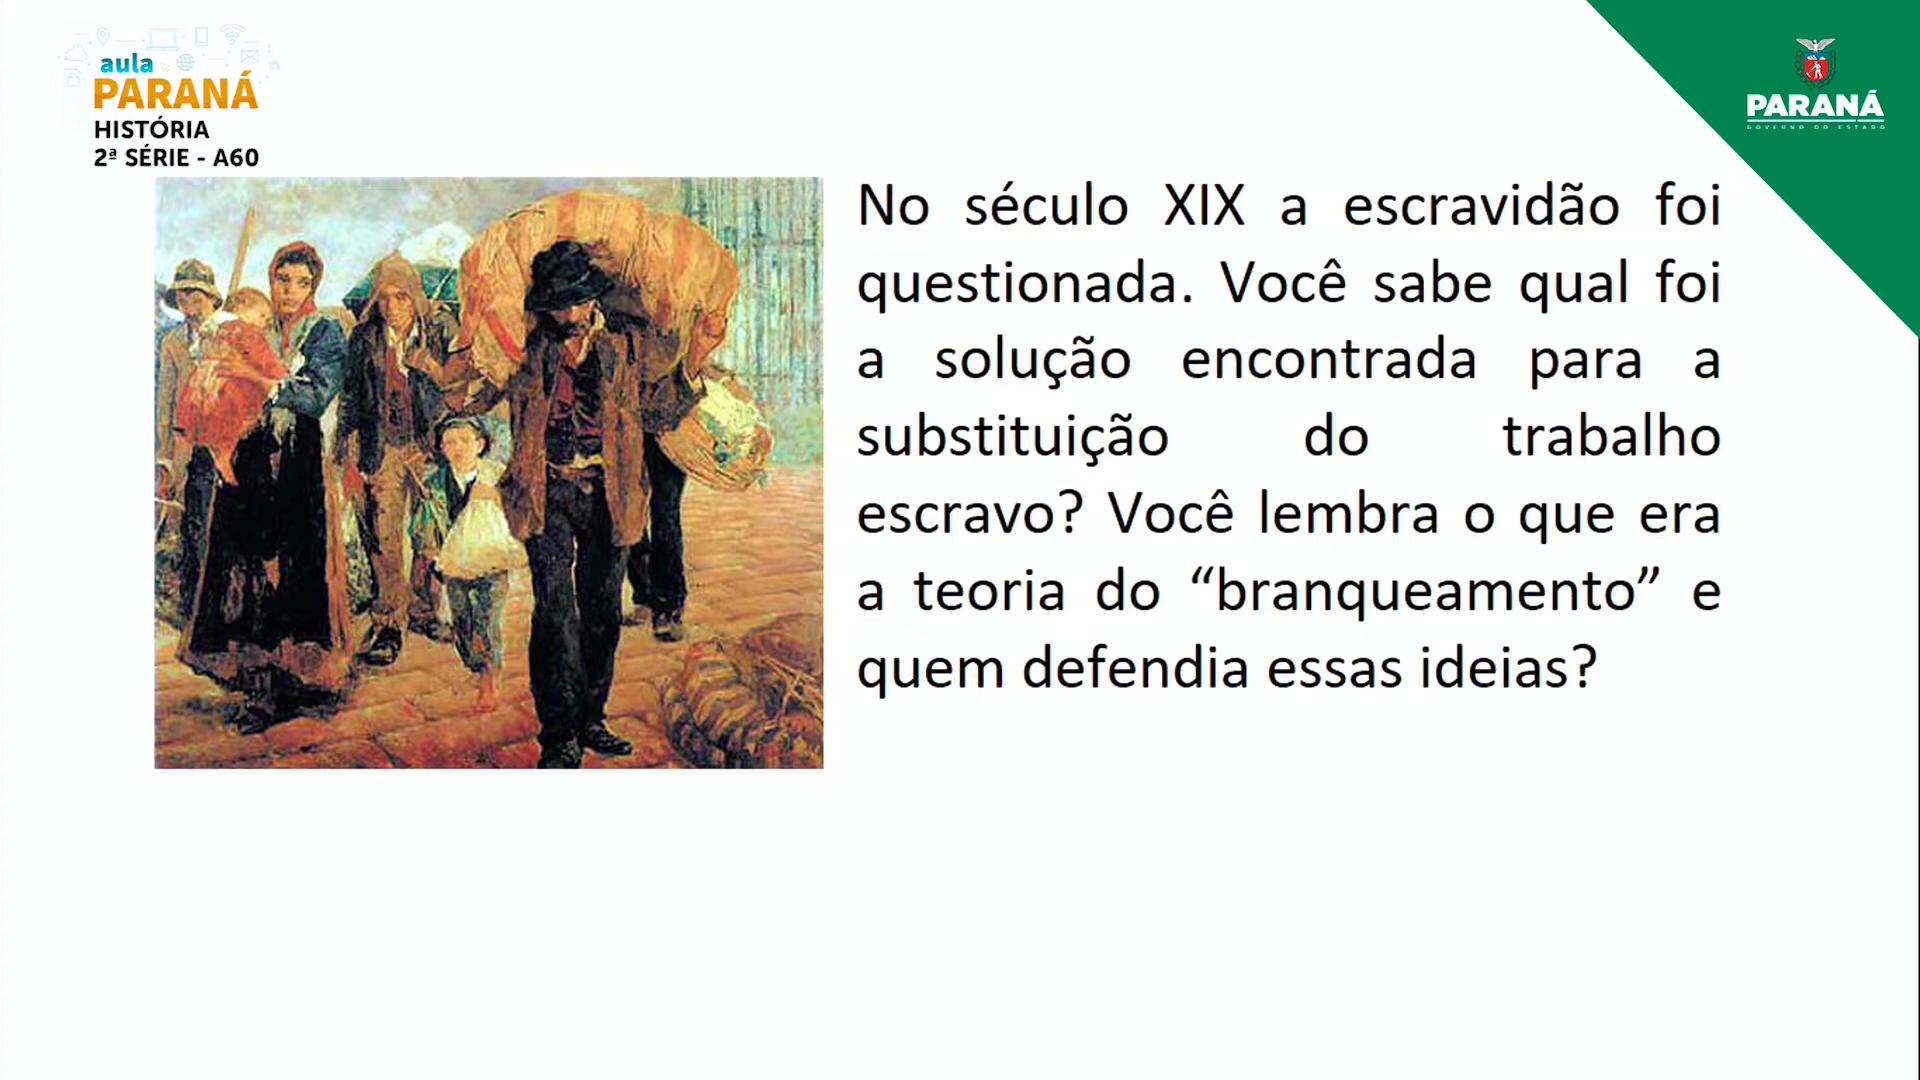 aula
PARANÁ
HISTÓRIA
2ª SÉRIE - A60
PARANÁ
GOVERNO DO ESTADO
No século XIX a escravidão foi
questionada. Você sabe qual foi
a solução encontrada para a
substituição do trabalho
escravo? Você lembra o que era
a teoria do “branqueamento” e
quem defendia essas ideias?